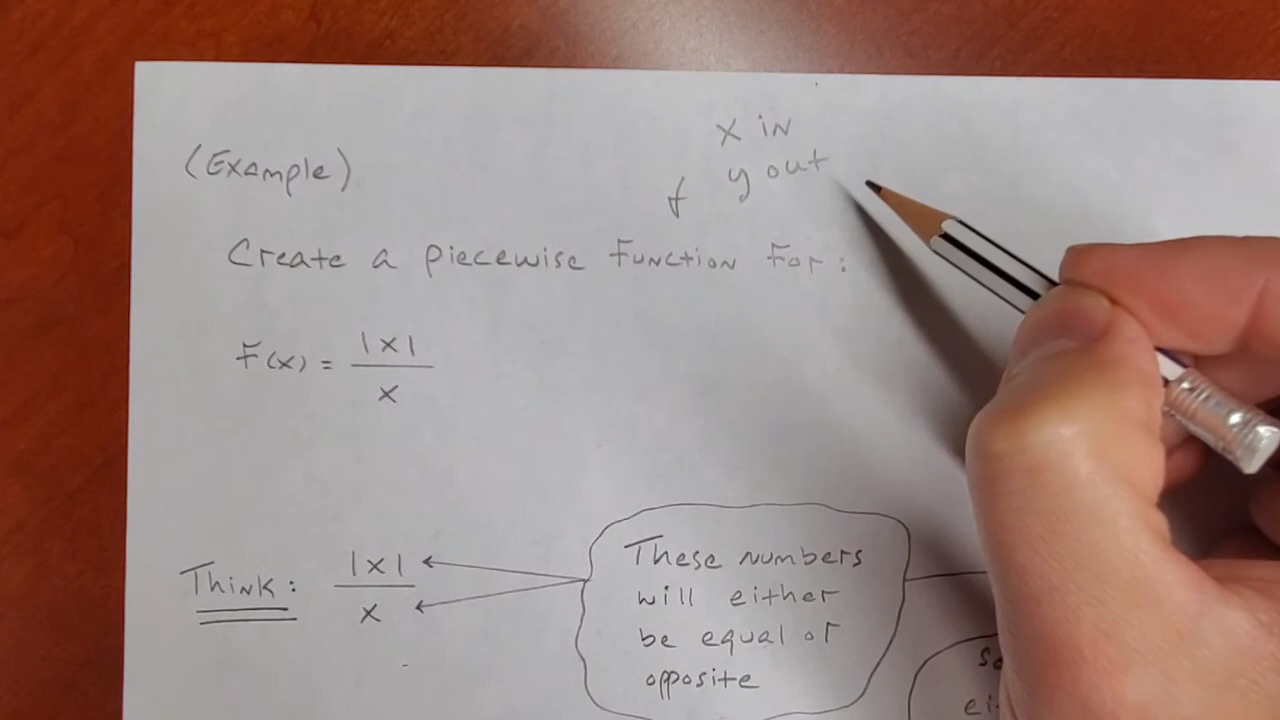 (Example)
x in
y out
f
Create a piecewise function for:
F(x) = |x| / x
Think: |x| / x
These numbers
will either
be equal or
opposite